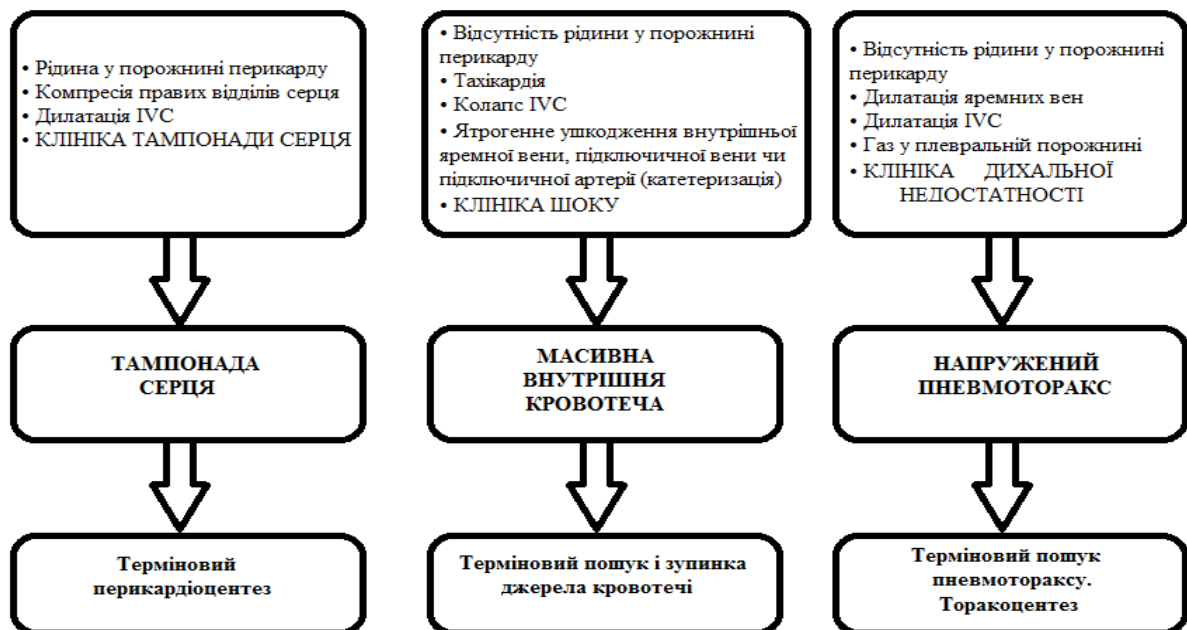 • Рідина у порожнині перикарду
• Компресія правих відділів серця
• Дилатація IVC
• КЛІНІКА ТАМПОНАДИ СЕРЦЯ
• Відсутність рідини у порожнині
перикарду
• Тахікардія
• Колапс IVC
• Ятрогенне ушкодження внутрішньої
яремної вени, підключичної вени чи
підключичної артерії (катетеризація)
• КЛІНІКА ШОКУ
• Відсутність рідини у порожнині
перикарду
• Дилатація яремних вен
• Дилатація IVC
• Газ у плевральній порожнині
• КЛІНІКА ДИХАЛЬНОЇ
НЕДОСТАТНОСТІ
ТАМПОНАДА
СЕРЦЯ
МАСИВНА
ВНУТРІШНЯ
КРОВОТЕЧА
НАПРУЖЕНИЙ
ПНЕВМОТОРАКС
Терміновий
перикардіоцентез
Терміновий пошук і зупинка
джерела кровотечі
Терміновий пошук
пневмотораксу.
Торакоцентез